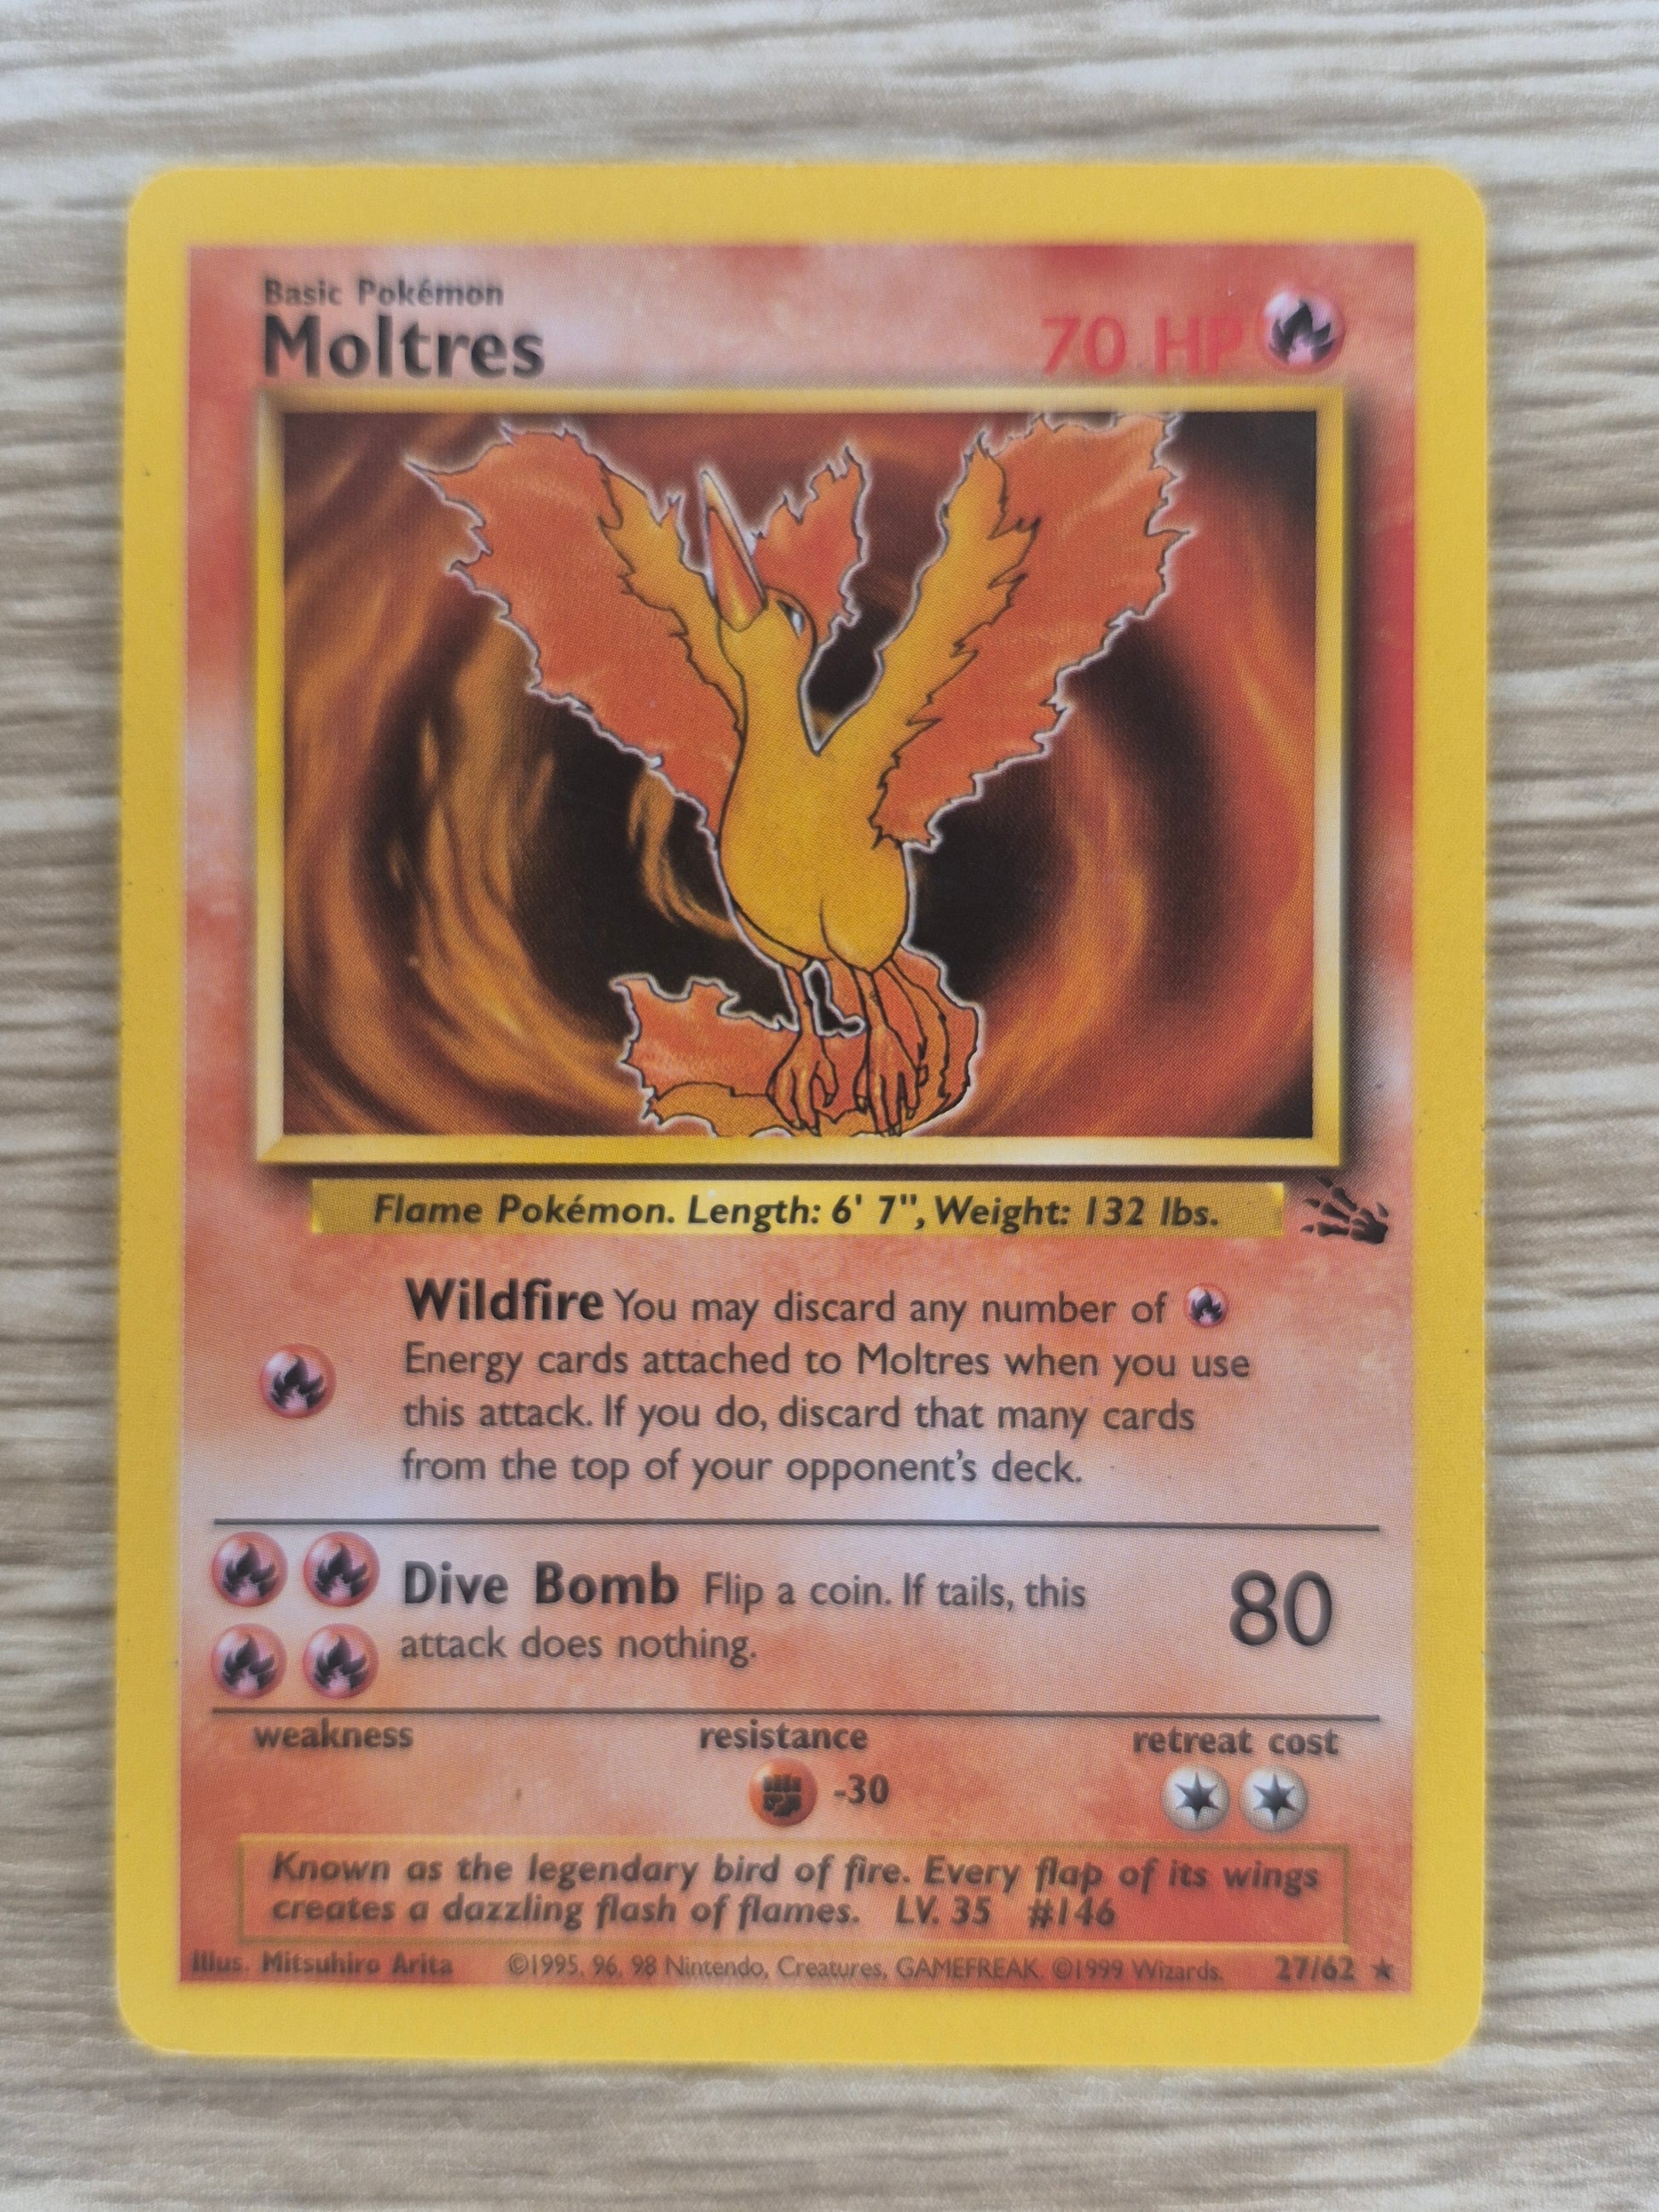 Basic Pokémon
Moltres
70 HP
Flame Pokémon. Length: 6' 7", Weight: 132 lbs.
Wildfire You may discard any number of
Energy cards attached to Moltres when you use
this attack. If you do, discard that many cards
from the top of your opponent's deck.
Dive Bomb Flip a coin. If tails, this
attack does nothing.
80
weakness
resistance
retreat cost
-30
Known as the legendary bird of fire. Every flap of its wings
creates a dazzling flash of flames. LV. 35 #146
Illus. Mitsuhiro Arita ©1995, 96, 98 Nintendo, Creatures, GAMEFREAK. ©1999 Wizards. 27/62 ★